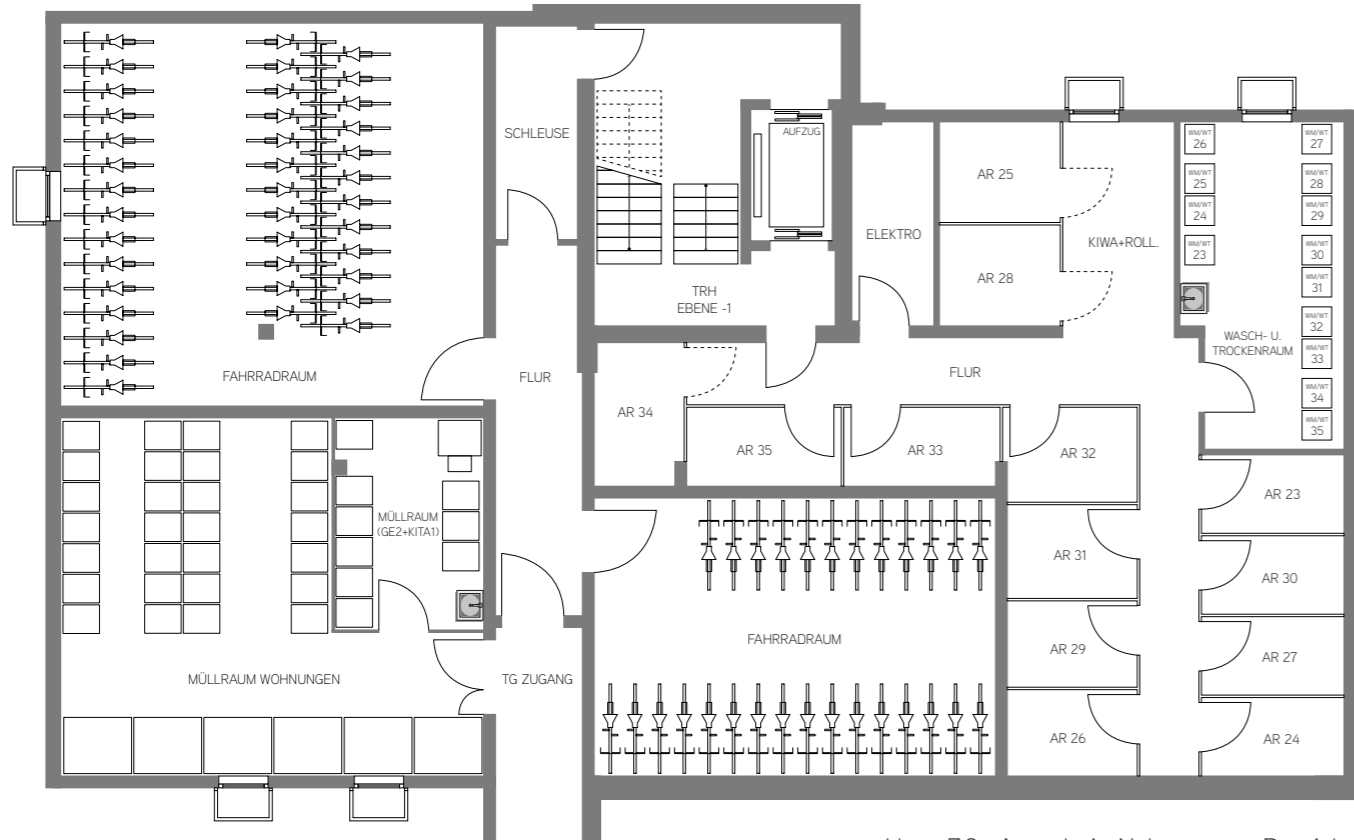 SCHLEUSE
AUFZUG
WM/WT
26
WM/WT
27
AR 25
WM/WT
25
WM/WT
28
WM/WT
24
WM/WT
29
ELEKTRO
KIWA+ROLL.
WM/WT
23
WM/WT
30
AR 28
WM/WT
31
TRH
EBENE -1
WM/WT
32
WASCH- U.
TROCKENRAUM
WM/WT
33
FAHRRADRAUM
FLUR
FLUR
WM/WT
34
AR 34
WM/WT
35
AR 35
AR 33
AR 32
AR 23
MÜLLRAUM
(GE2+KITA1)
AR 31
AR 30
FAHRRADRAUM
AR 29
AR 27
MÜLLRAUM WOHNUNGEN
TG ZUGANG
AR 26
AR 24